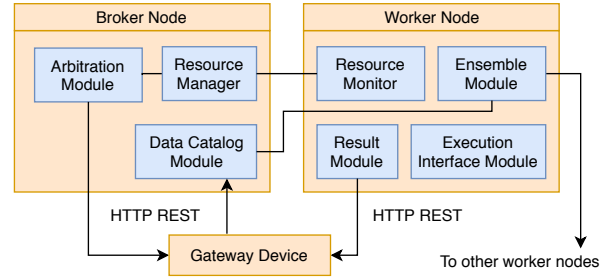 Broker Node
Worker Node
Arbitration
Module
Resource
Manager
Resource
Monitor
Ensemble
Module
Data Catalog
Module
Result
Module
Execution
Interface Module
HTTP REST
HTTP REST
Gateway Device
To other worker nodes